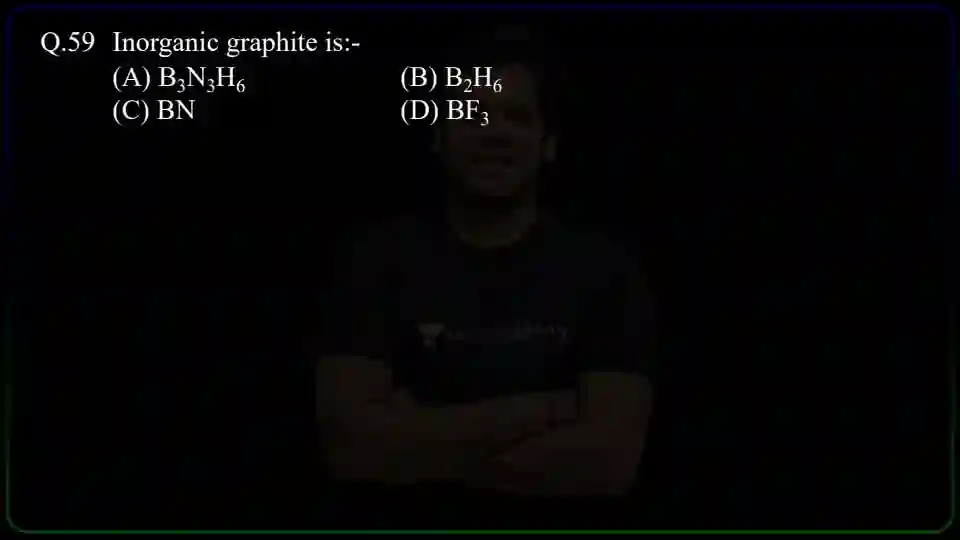 Q.59 Inorganic graphite is:-
(A) B₃N₃H₆ (B) B₂H₆
(C) BN (D) BF₃